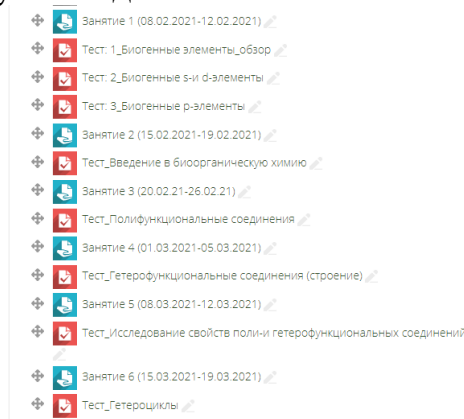 Занятие 1 (08.02.2021-12.02.2021)
Тест: 1_Биогенные элементы_обзор
Тест: 2_Биогенные s-и d-элементы
Тест: 3_Биогенные p-элементы
Занятие 2 (15.02.2021-19.02.2021)
Тест_Введение в биоорганическую химию
Занятие 3 (20.02.21-26.02.21)
Тест_Полифункциональные соединения
Занятие 4 (01.03.2021-05.03.2021)
Тест_Гетерофункциональные соединения (строение)
Занятие 5 (08.03.2021-12.03.2021)
Тест_Исследование свойств поли-и гетерофункциональных соединений
Занятие 6 (15.03.2021-19.03.2021)
Тест_Гетероциклы